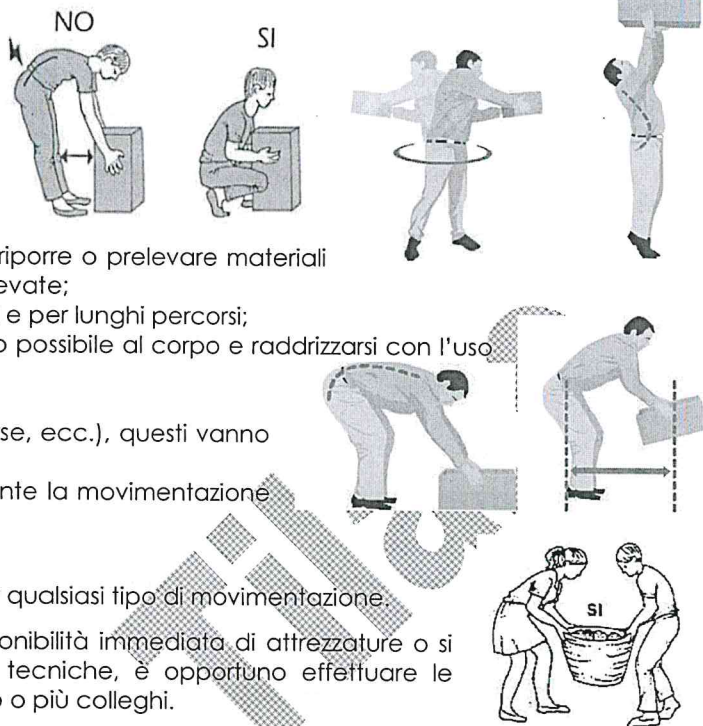 NO
SI
riporre o prelevare materiali
evate;
e per lunghi percorsi;
o possibile al corpo e raddrizzarsi con l'uso
se, ecc.), questi vanno
nte la movimentazione
qualsiasi tipo di movimentazione.
SI
onibilità immediata di attrezzature o si
tecniche, è opportuno effettuare le
o o più colleghi.